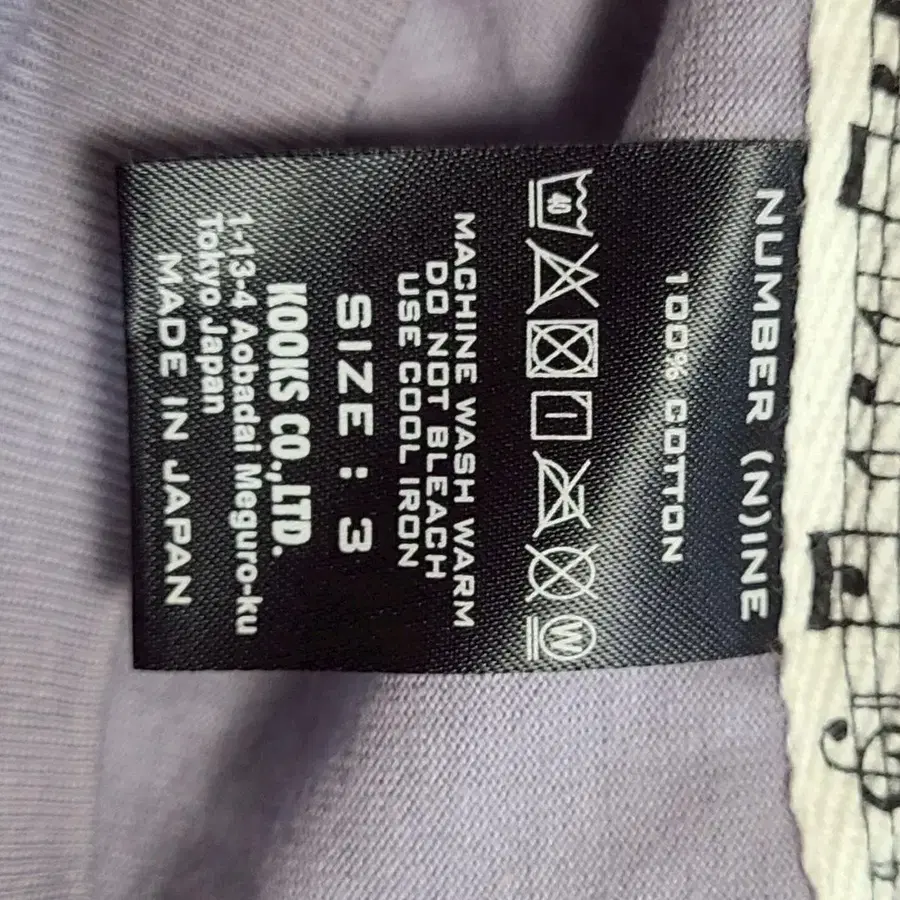 NUMBER (N)INE
100% COTTON
40
W
MACHINE WASH WARM
DO NOT BLEACH
USE COOL IRON
SIZE : 3
KOOKS CO.,LTD.
1-13-4 Aobadai Meguro-ku
Tokyo Japan
MADE IN JAPAN